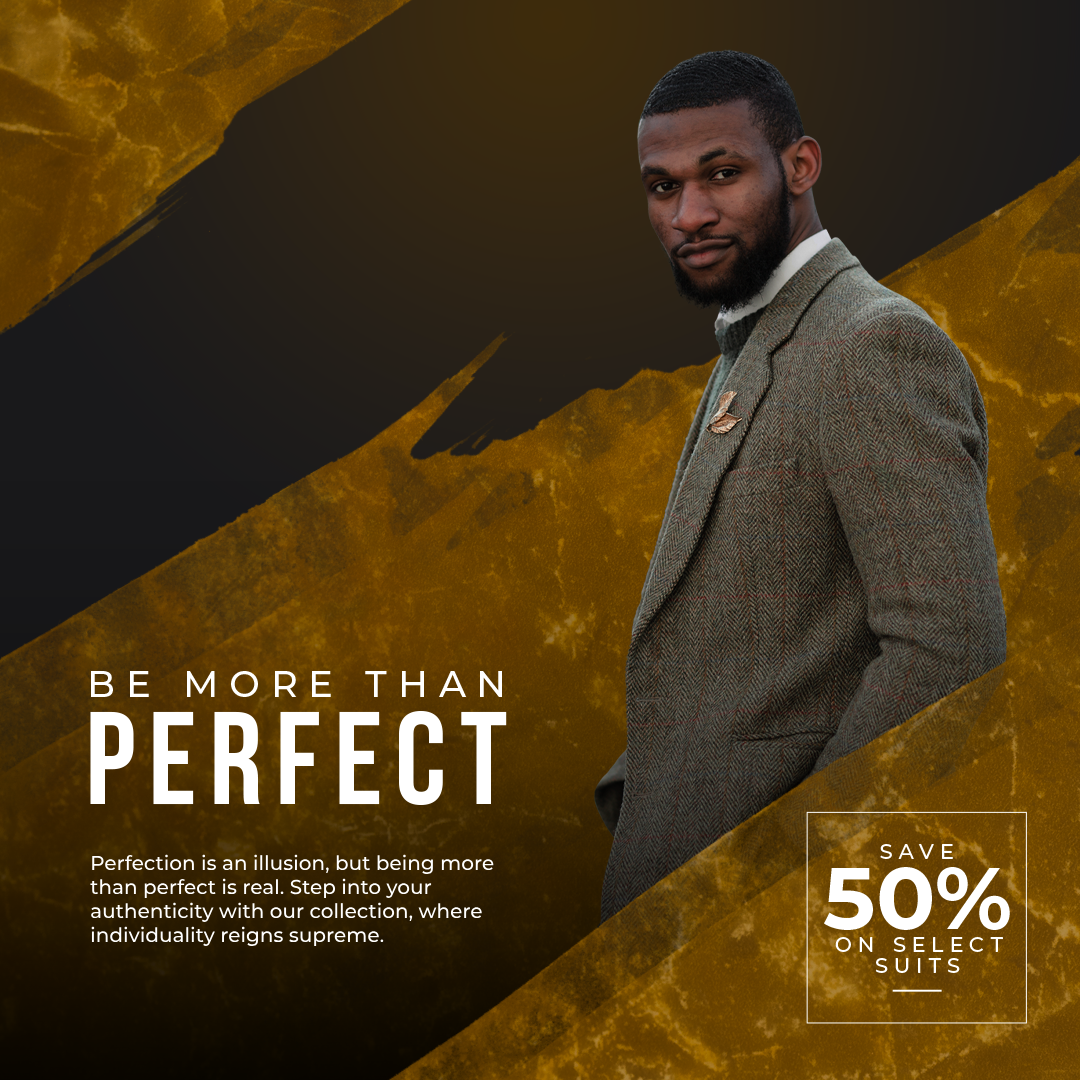 BE MORE THAN
PERFECT
Perfection is an illusion, but being more
than perfect is real. Step into your
authenticity with our collection, where
individuality reigns supreme.
SAVE
50%
ON SELECT
SUITS